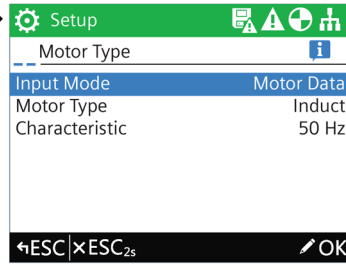 Setup
Motor Type
Input Mode Motor Data
Motor Type Induct
Characteristic 50 Hz
ESC ESC2s OK